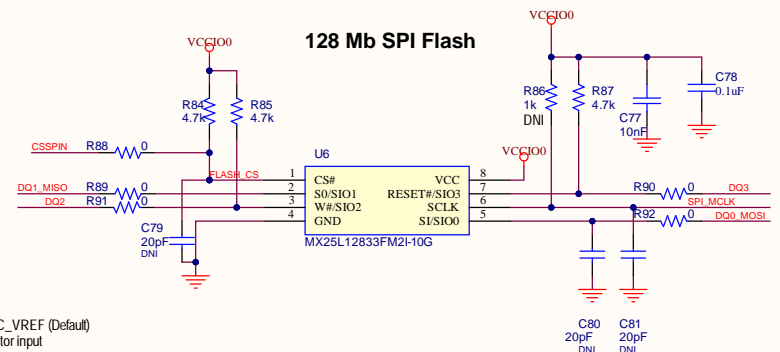 VCCIO0
128 Mb SPI Flash
VCCIO0
R84
4.7k
R85
4.7k
R86
1k
DNI
R87
4.7k
C77
10nF
C78
0.1uF
CSSPIN
R88
0
U6
VCCIO0
FLASH_CS
1
CS#
VCC
8
DQ1_MISO
R89
0
2
S0/SIO1
RESET#/SIO3
7
R90
0
DQ3
DQ2
R91
0
3
W#/SIO2
SCLK
6
SPI_MCLK
4
GND
SI/SIO0
5
R92
0
DQ0_MOSI
MX25L12833FM2I-10G
C79
20pF
DNI
C80
20pF
DNI
C81
20pF
DNI
C_VREF (Default)
tor input